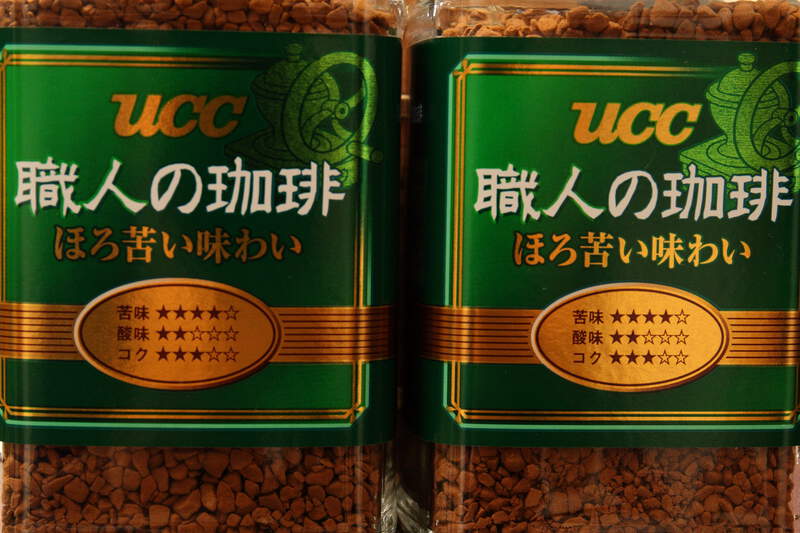 ucc
職人の珈琲
ほろ苦い味わい
苦味 ★★★★☆
酸味 ★★☆☆☆
コク ★★★☆☆
ucc
職人の珈琲
ほろ苦い味わい
苦味 ★★★★☆
酸味 ★★☆☆☆
コク ★★★☆☆